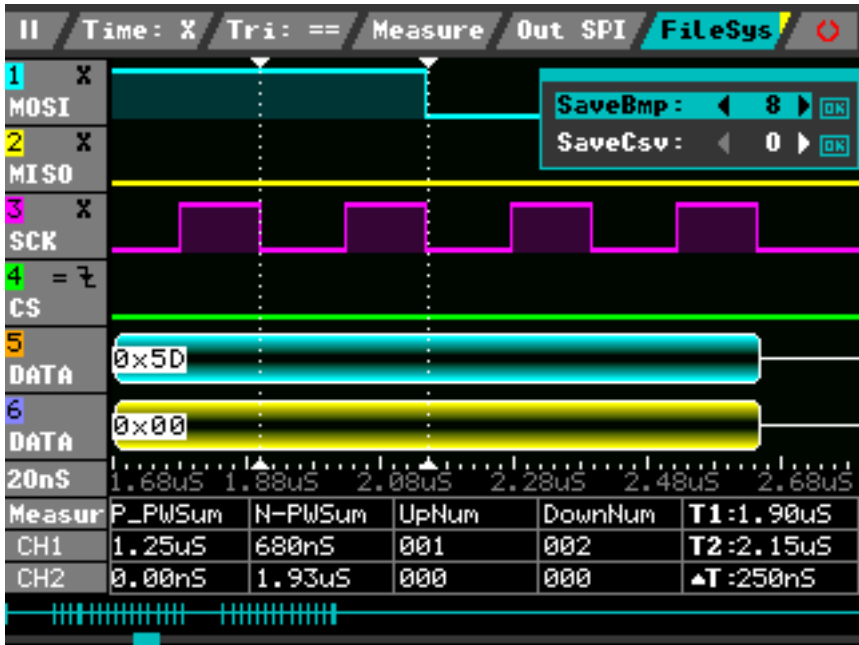 Time: X Tri: == Measure Out SPI FileSys
1 X
MOSI
SaveBmp: 8 OK
SaveCsv: 0 OK
2 X
MISO
3 X
SCK
4 =
CS
5
DATA
0x5D
6
DATA
0x00
20nS 1.68uS 1.88uS 2.08uS 2.28uS 2.48uS 2.68uS
Measur P_PWSum N-PWSum UpNum DownNum T1:1.90uS
CH1 1.25uS 680nS 001 002 T2:2.15uS
CH2 0.00nS 1.93uS 000 000 ▲T:250nS